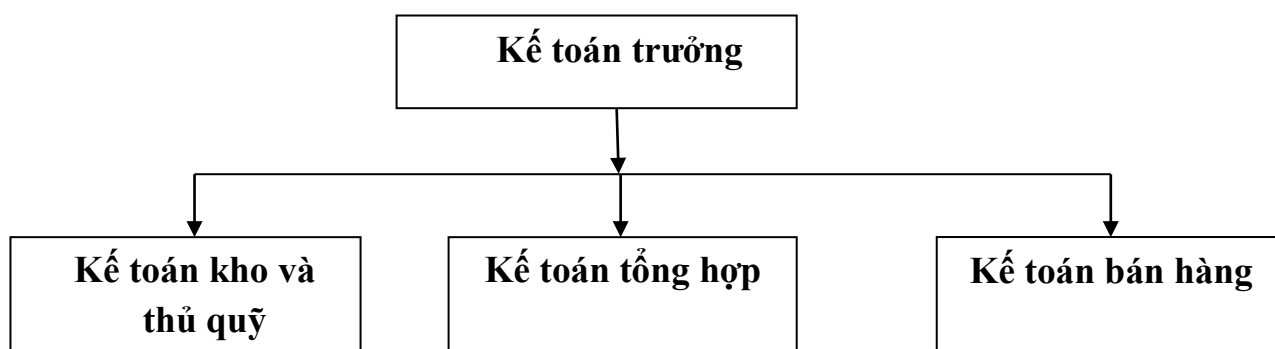 Kế toán trưởng
Kế toán kho và
thủ quỹ
Kế toán tổng hợp
Kế toán bán hàng